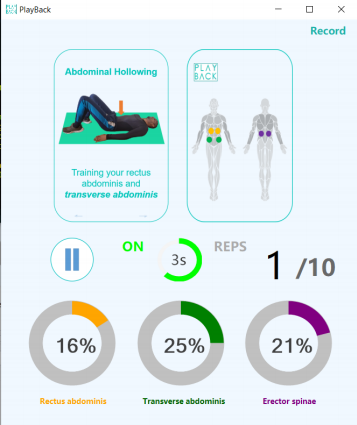 PlayBack
Record
Abdominal Hollowing
Training your rectus
abdominis and
transverse abdominis
PLAY
BACK
ON
3s
REPS
1 /10
16%
25%
21%
Rectus abdominis
Transverse abdominis
Erector spinae